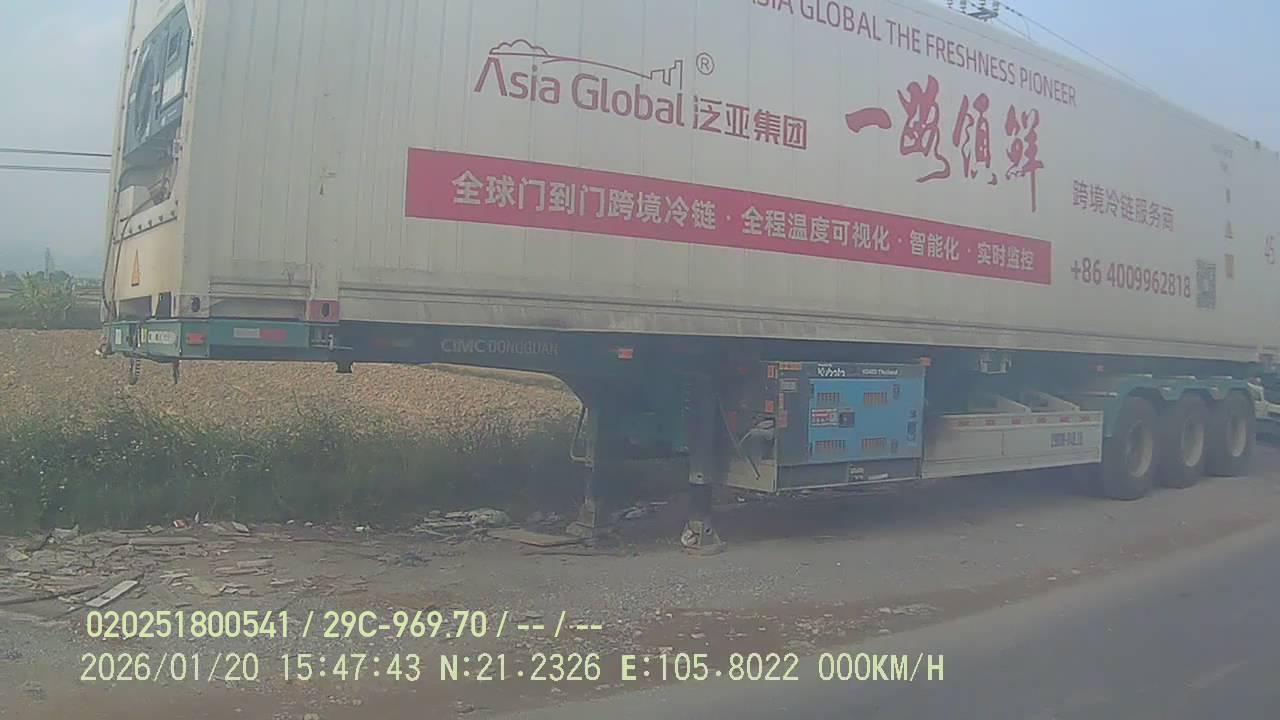 ASIA GLOBAL THE FRESHNESS PIONEER
Asia Global 泛亚集团 ®
一路领鲜
全球门到门跨境冷链 · 全程温度可视化 · 智能化 · 实时监控
跨境冷链服务商
+86 4009962818
45
CIMC DONGGUAN
Kubota
020251800541 / 29C-969.70 / -- / --
2026/01/20 15:47:43 N:21.2326 E:105.8022 000KM/H